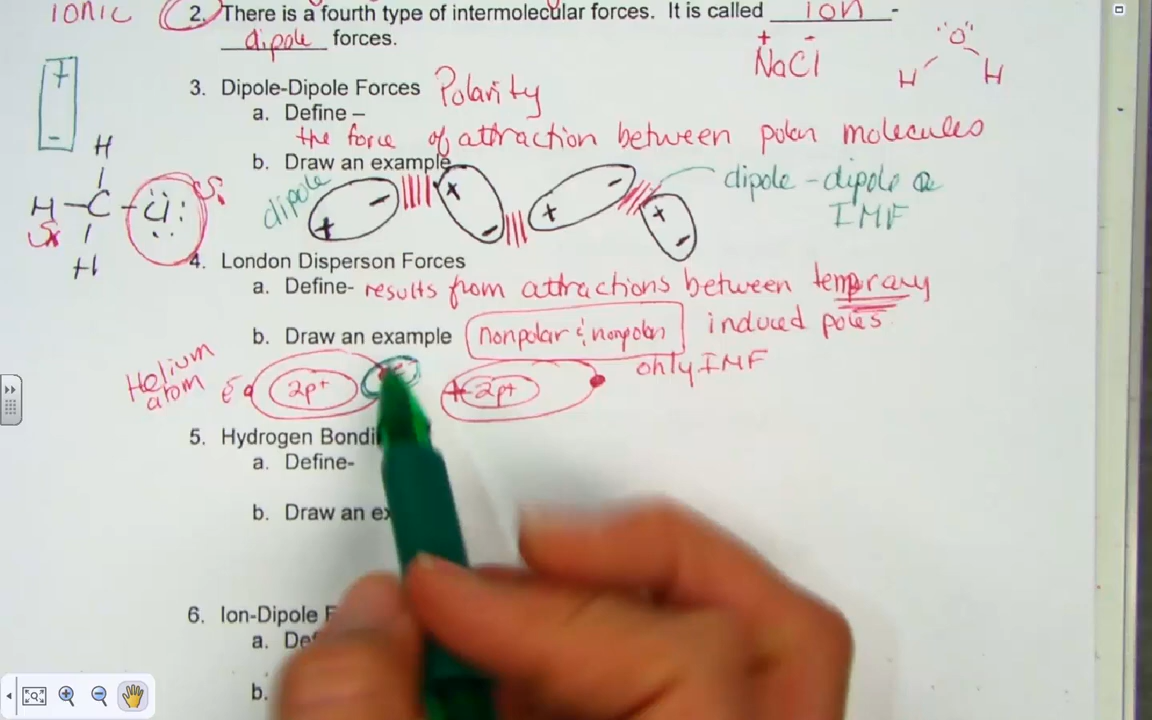 IONIC
2. There is a fourth type of intermolecular forces. It is called ion -
dipole forces.
+ -
NaCl
O
H H
+
-
3. Dipole-Dipole Forces Polarity
a. Define –
the force of attraction between polar molecules
b. Draw an example
H
H - C - Cl
H
dipole
+ - + - + - + -
dipole - dipole
IMF
4. London Disperson Forces
a. Define- results from attractions between temprary
induced poles
b. Draw an example nonpolar & nonpolar
only IMF
Helium
atom
e- 2p+ + 2p+
5. Hydrogen Bondi
a. Define-
b. Draw an ex
6. Ion-Dipole F
a. De
b.